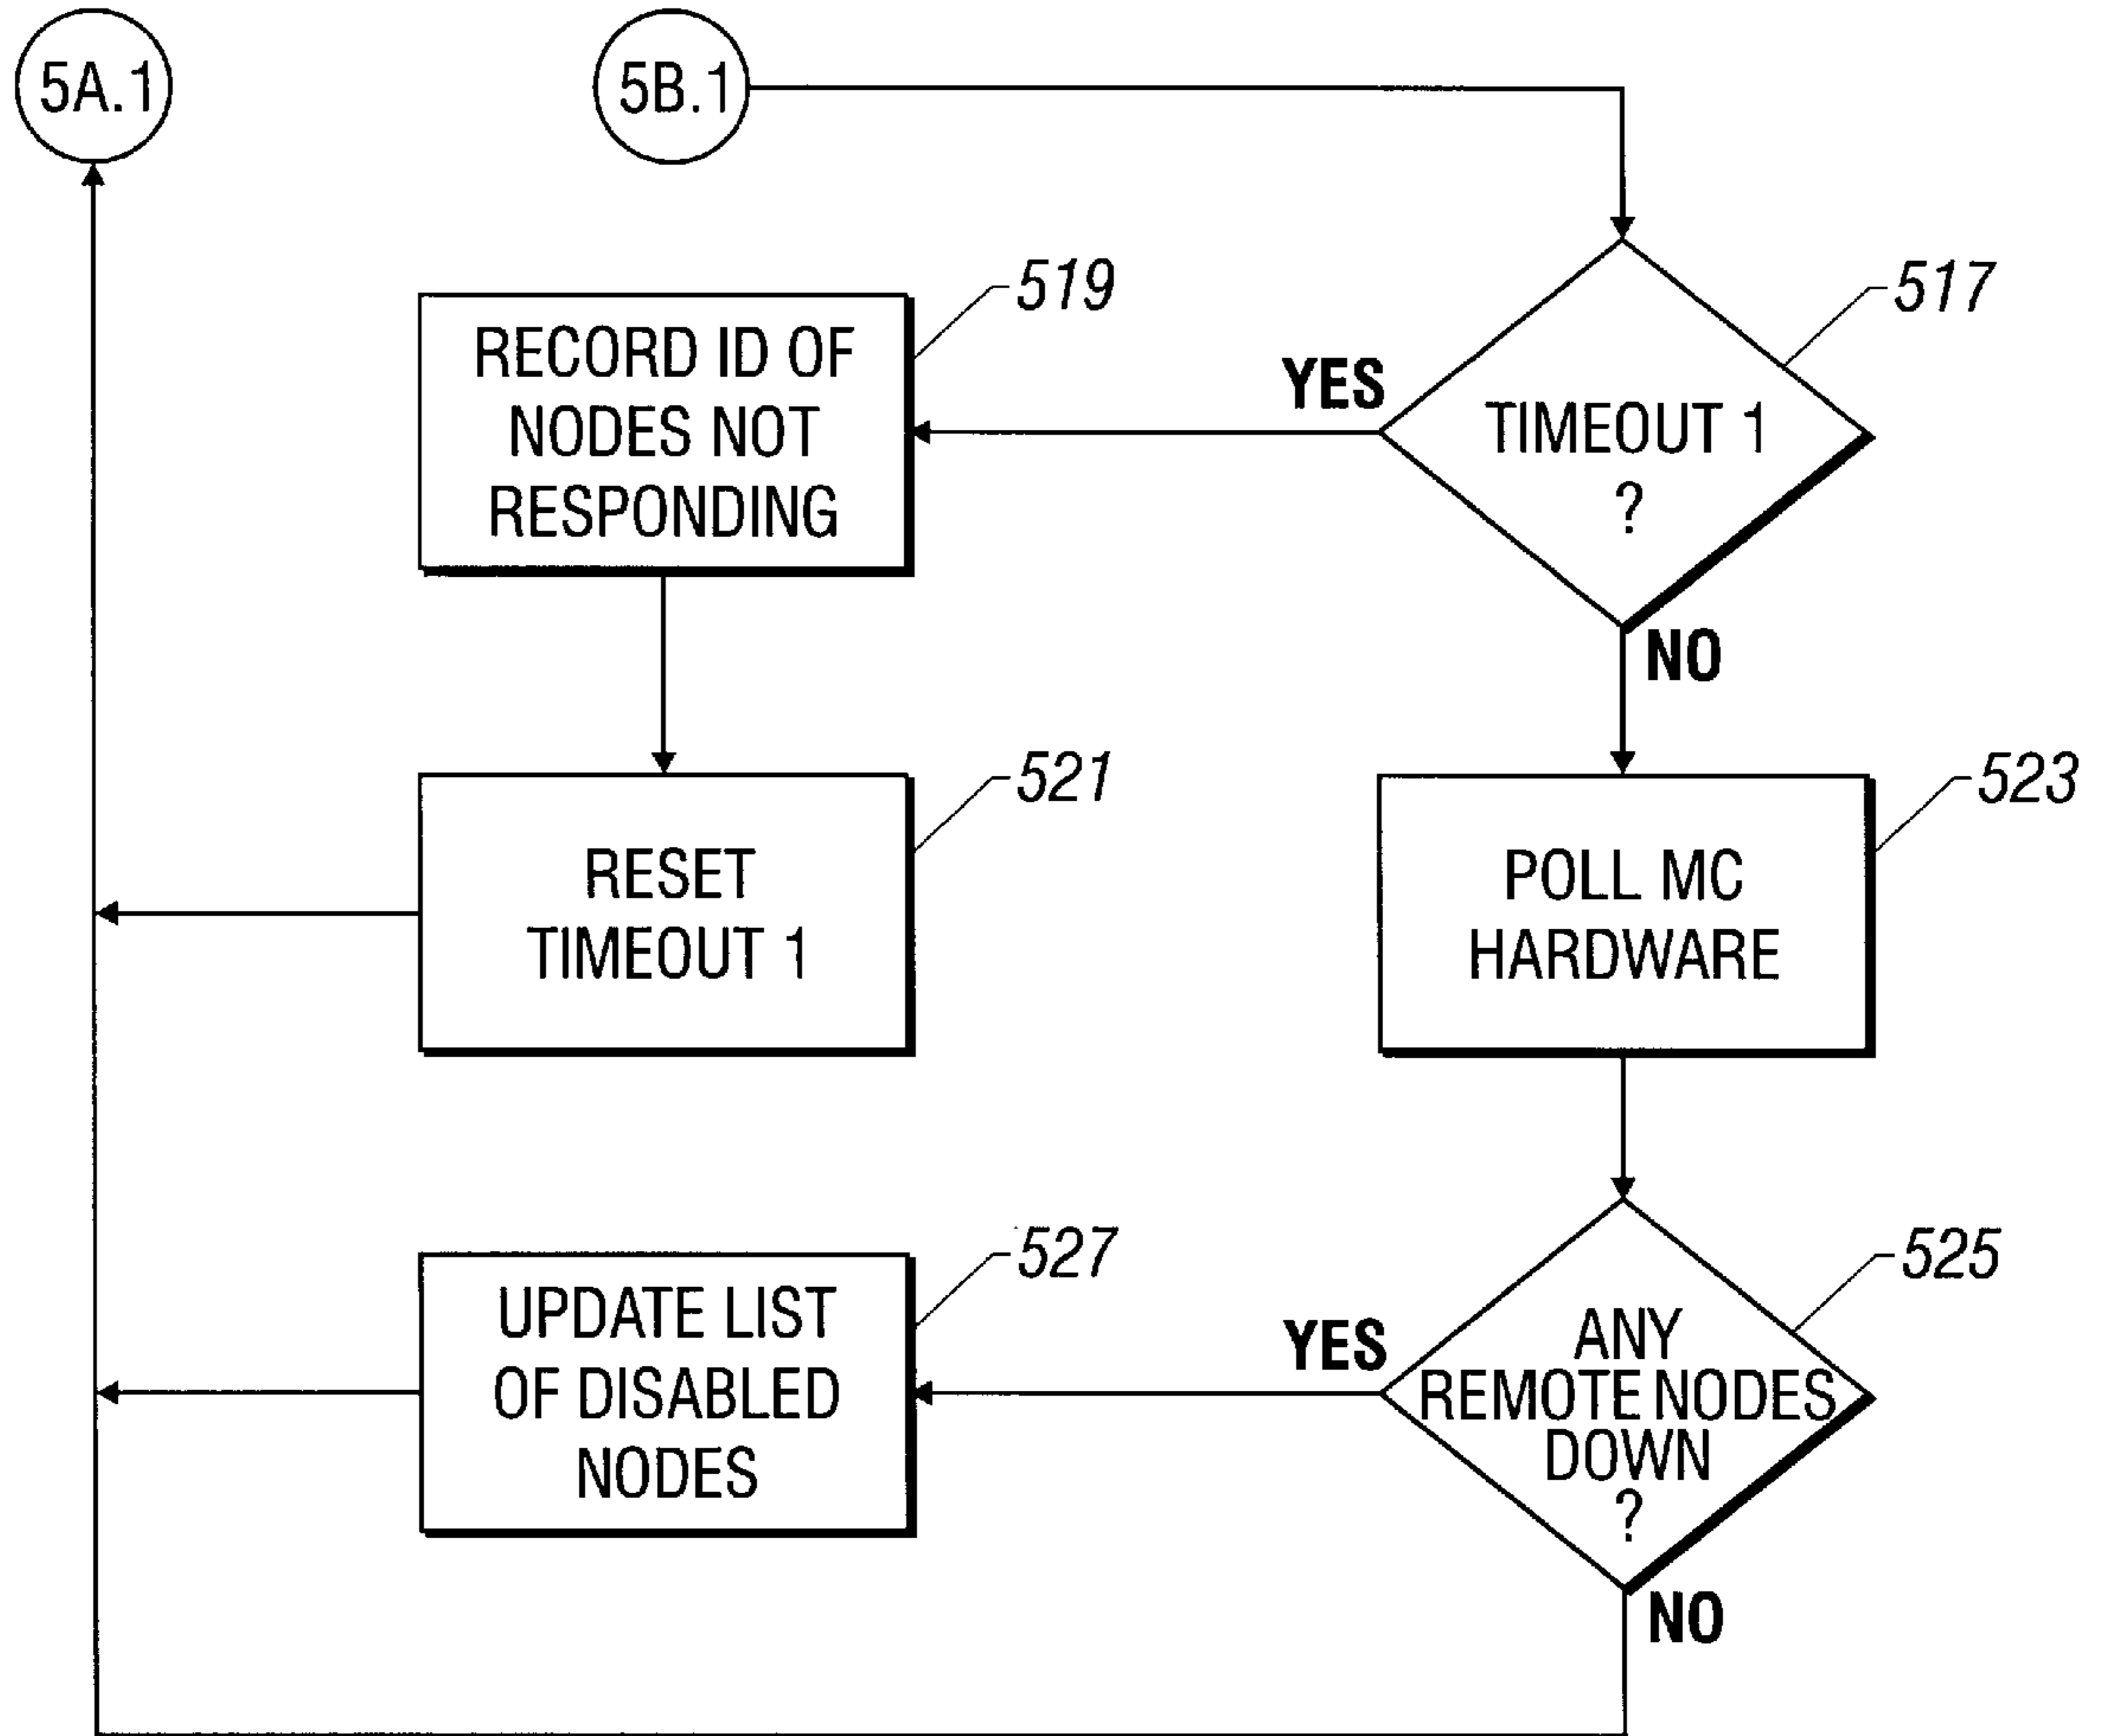 5A.1
5B.1
519
RECORD ID OF
NODES NOT
RESPONDING
517
YES
TIMEOUT 1
?
NO
521
RESET
TIMEOUT 1
523
POLL MC
HARDWARE
527
UPDATE LIST
OF DISABLED
NODES
525
YES
ANY
REMOTE NODES
DOWN
?
NO